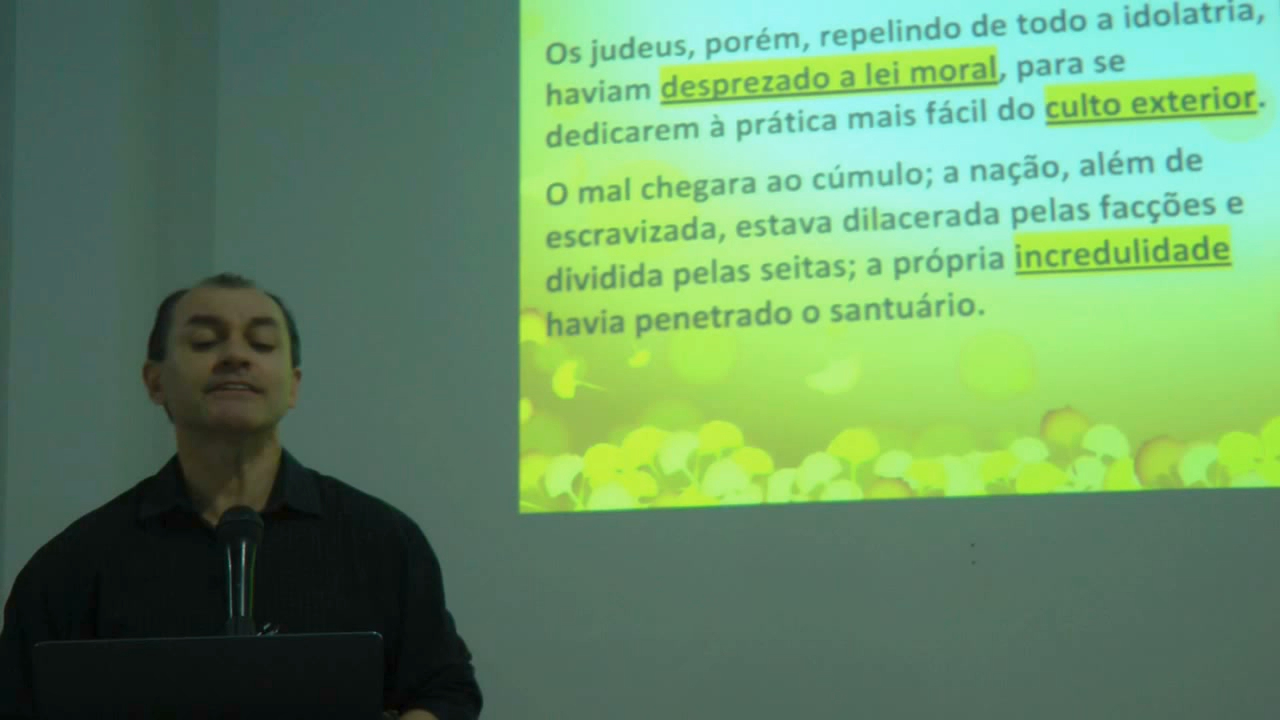 Os judeus, porém, repelindo de todo a idolatria,
haviam desprezado a lei moral, para se
dedicarem à prática mais fácil do culto exterior.
O mal chegara ao cúmulo; a nação, além de
escravizada, estava dilacerada pelas facções e
dividida pelas seitas; a própria incredulidade
havia penetrado o santuário.